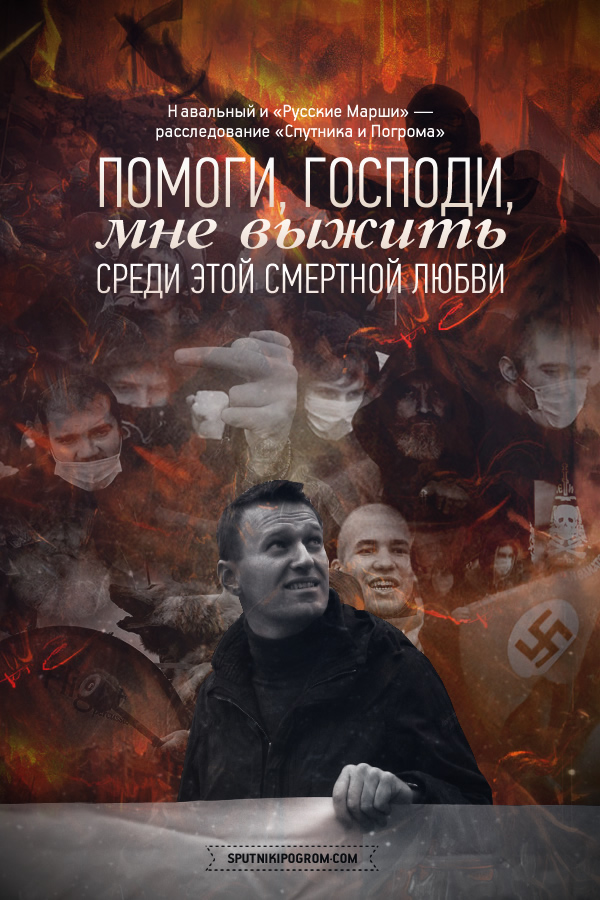 Навальный и «Русские Марши» —
расследование «Спутника и Погрома»
ПОМОГИ, ГОСПОДИ,
мне выжить
СРЕДИ ЭТОЙ СМЕРТНОЙ ЛЮБВИ
SPUTNIKIPOGROM·COM